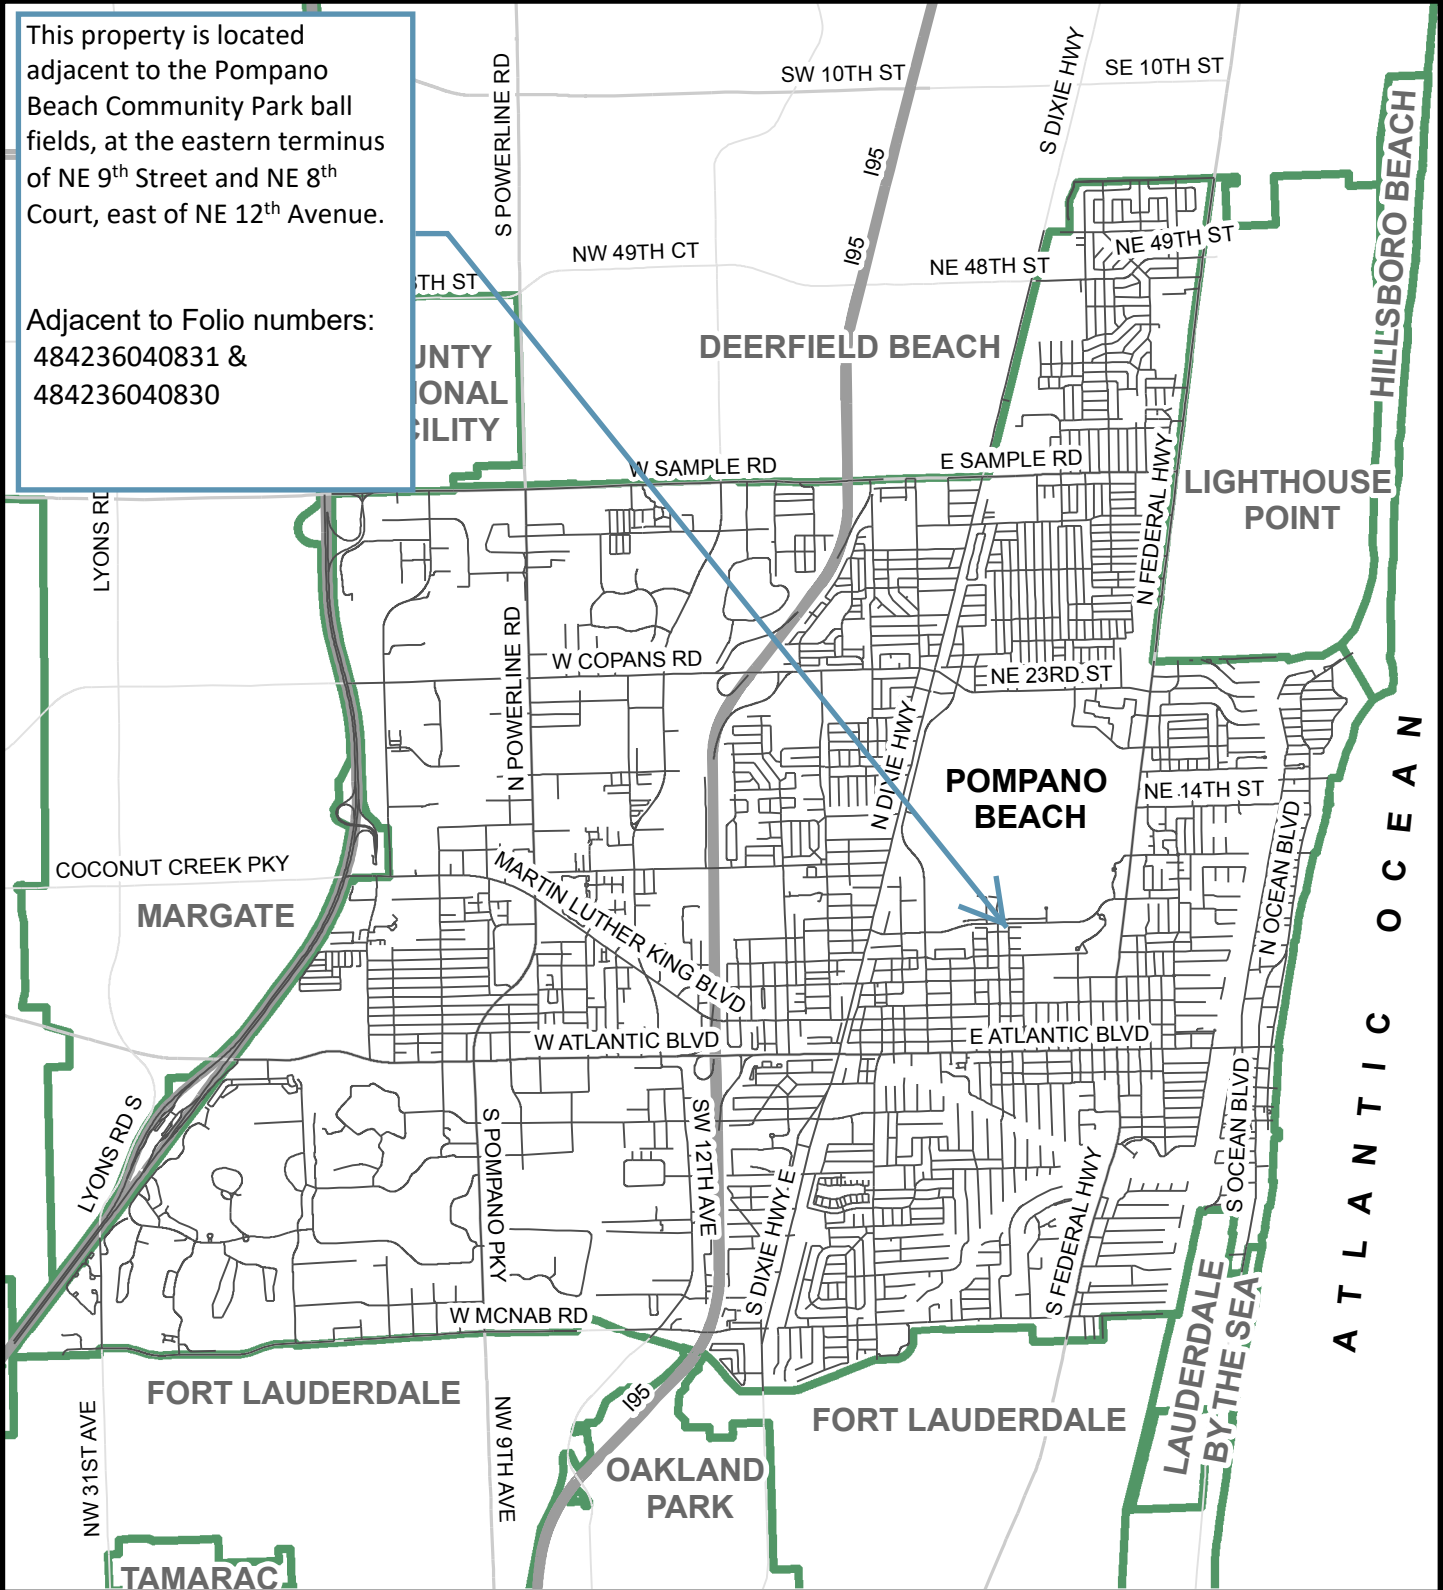 This property is located
adjacent to the Pompano
Beach Community Park ball
fields, at the eastern terminus
of NE 9th Street and NE 8th
Court, east of NE 12th Avenue.
Adjacent to Folio numbers:
484236040831 &
484236040830
SW 10TH ST
SE 10TH ST
S DIXIE HWY
S POWERLINE RD
I95
HILLSBORO BEACH
NW 49TH CT
I95
NE 48TH ST
NE 49TH ST
TH ST
DEERFIELD BEACH
UNTY
IONAL
CILITY
W SAMPLE RD
E SAMPLE RD
N FEDERAL HWY
LIGHTHOUSE
POINT
LYONS RD
N POWERLINE RD
W COPANS RD
NE 23RD ST
N DIXIE HWY
POMPANO
BEACH
NE 14TH ST
N OCEAN BLVD
ATLANTIC OCEAN
COCONUT CREEK PKY
MARGATE
MARTIN LUTHER KING BLVD
W ATLANTIC BLVD
E ATLANTIC BLVD
LYONS RD S
S POMPANO PKY
SW 12TH AVE
S DIXIE HWY E
S FEDERAL HWY
S OCEAN BLVD
W MCNAB RD
LAUDERDALE
BY THE SEA
FORT LAUDERDALE
I95
FORT LAUDERDALE
NW 31ST AVE
NW 9TH AVE
OAKLAND
PARK
TAMARAC